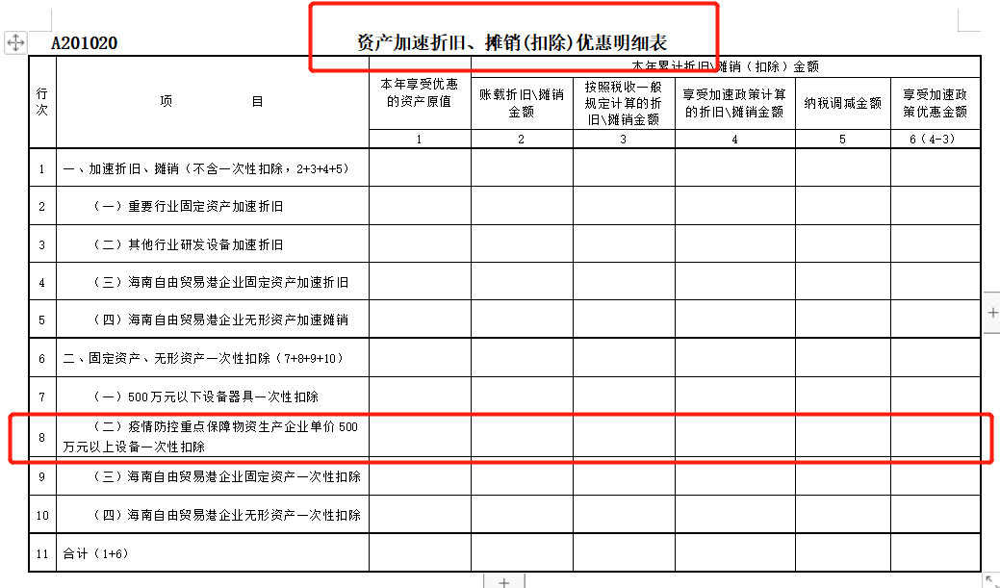 A201020
资产加速折旧、摊销(扣除)优惠明细表
行次
项 目
本年享受优惠
的资产原值
本年累计折旧\摊销（扣除）金额
账载折旧\摊销
金额
按照税收一般
规定计算的折
旧\摊销金额
享受加速政策计算
的折旧\摊销金额
纳税调减金额
享受加速政
策优惠金额
1 2 3 4 5 6（4-3）
1 一、加速折旧、摊销（不含一次性扣除，2+3+4+5）
2 （一）重要行业固定资产加速折旧
3 （二）其他行业研发设备加速折旧
4 （三）海南自由贸易港企业固定资产加速折旧
5 （四）海南自由贸易港企业无形资产加速摊销
6 二、固定资产、无形资产一次性扣除（7+8+9+10）
7 （一）500万元以下设备器具一次性扣除
8 （二）疫情防控重点保障物资生产企业单价500
万元以上设备一次性扣除
9 （三）海南自由贸易港企业固定资产一次性扣除
10 （四）海南自由贸易港企业无形资产一次性扣除
11 合计（1+6）